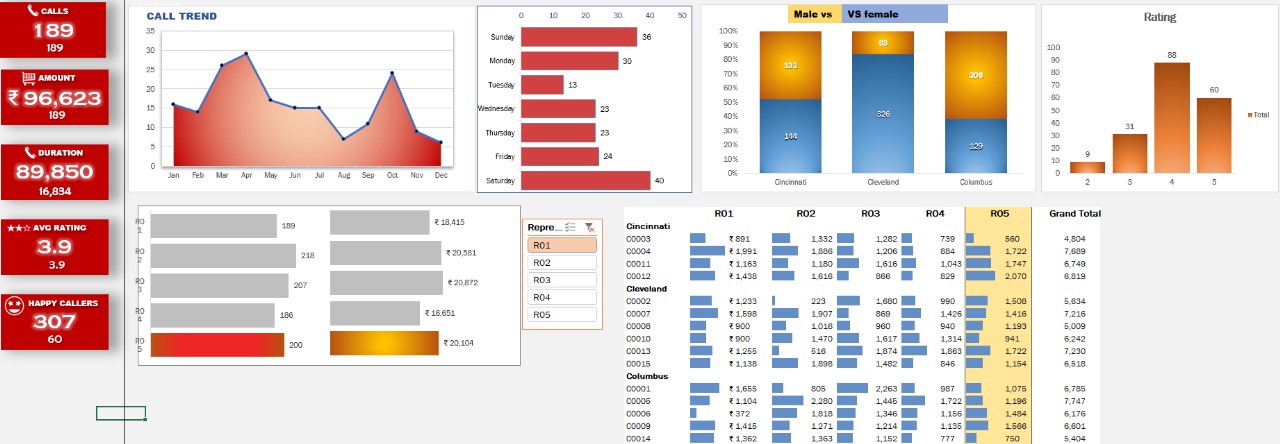 CALLS
189
189
AMOUNT
₹ 96,623
189
DURATION
89,850
16,834
AVG RATING
3.9
3.9
HAPPY CALLERS
307
60
CALL TREND
35
30
25
20
15
10
5
0
Jan Feb Mar Apr May Jun Jul Aug Sep Oct Nov Dec
0 10 20 30 40 50
Sunday 36
Monday 30
Tuesday 13
Wednesday 23
Thursday 23
Friday 24
Saturday 40
Male vs VS female
100%
90%
80%
70%
60%
50%
40%
30%
20%
10%
0%
132 63 206
144 326 129
Cincinnati Cleveland Columbus
Rating
100
90
80
70
60
50
40
30
20
10
0
9 31 88 60
2 3 4 5
Total
R01 189 ₹ 18,415
R02 218 ₹ 20,581
R03 207 ₹ 20,872
R04 186 ₹ 16,651
R05 200 ₹ 20,104
Repre...
R01
R02
R03
R04
R05
R01 R02 R03 R04 R05 Grand Total
Cincinnati
C0003 ₹ 891 1,332 1,282 739 560 4,804
C0004 ₹ 1,991 1,886 1,206 884 1,722 7,689
C0011 ₹ 1,163 1,180 1,616 1,043 1,747 6,749
C0012 ₹ 1,438 1,616 866 829 2,070 6,819
Cleveland
C0002 ₹ 1,233 223 1,680 990 1,508 5,634
C0007 ₹ 1,598 1,907 869 1,426 1,416 7,216
C0008 ₹ 900 1,016 960 940 1,193 5,009
C0010 ₹ 900 1,470 1,617 1,314 941 6,242
C0013 ₹ 1,255 516 1,874 1,863 1,722 7,230
C0015 ₹ 1,138 1,898 1,482 846 1,154 6,518
Columbus
C0001 ₹ 1,655 805 2,263 987 1,075 6,785
C0005 ₹ 1,104 2,280 1,445 1,722 1,196 7,747
C0006 ₹ 372 1,818 1,346 1,156 1,484 6,176
C0009 ₹ 1,415 1,271 1,214 1,135 1,566 6,601
C0014 ₹ 1,362 1,363 1,152 777 750 5,404